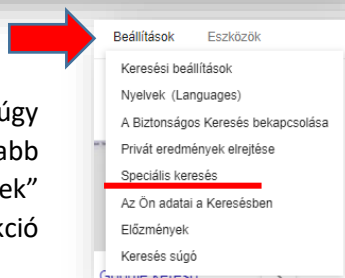 Beállítások Eszközök
Keresési beállítások
Nyelvek (Languages)
A Biztonságos Keresés bekapcsolása
Privát eredmények elrejtése
Speciális keresés
Az Ön adatai a Keresésben
Előzmények
Keresés súgó
úgy
abb
ek”
kció